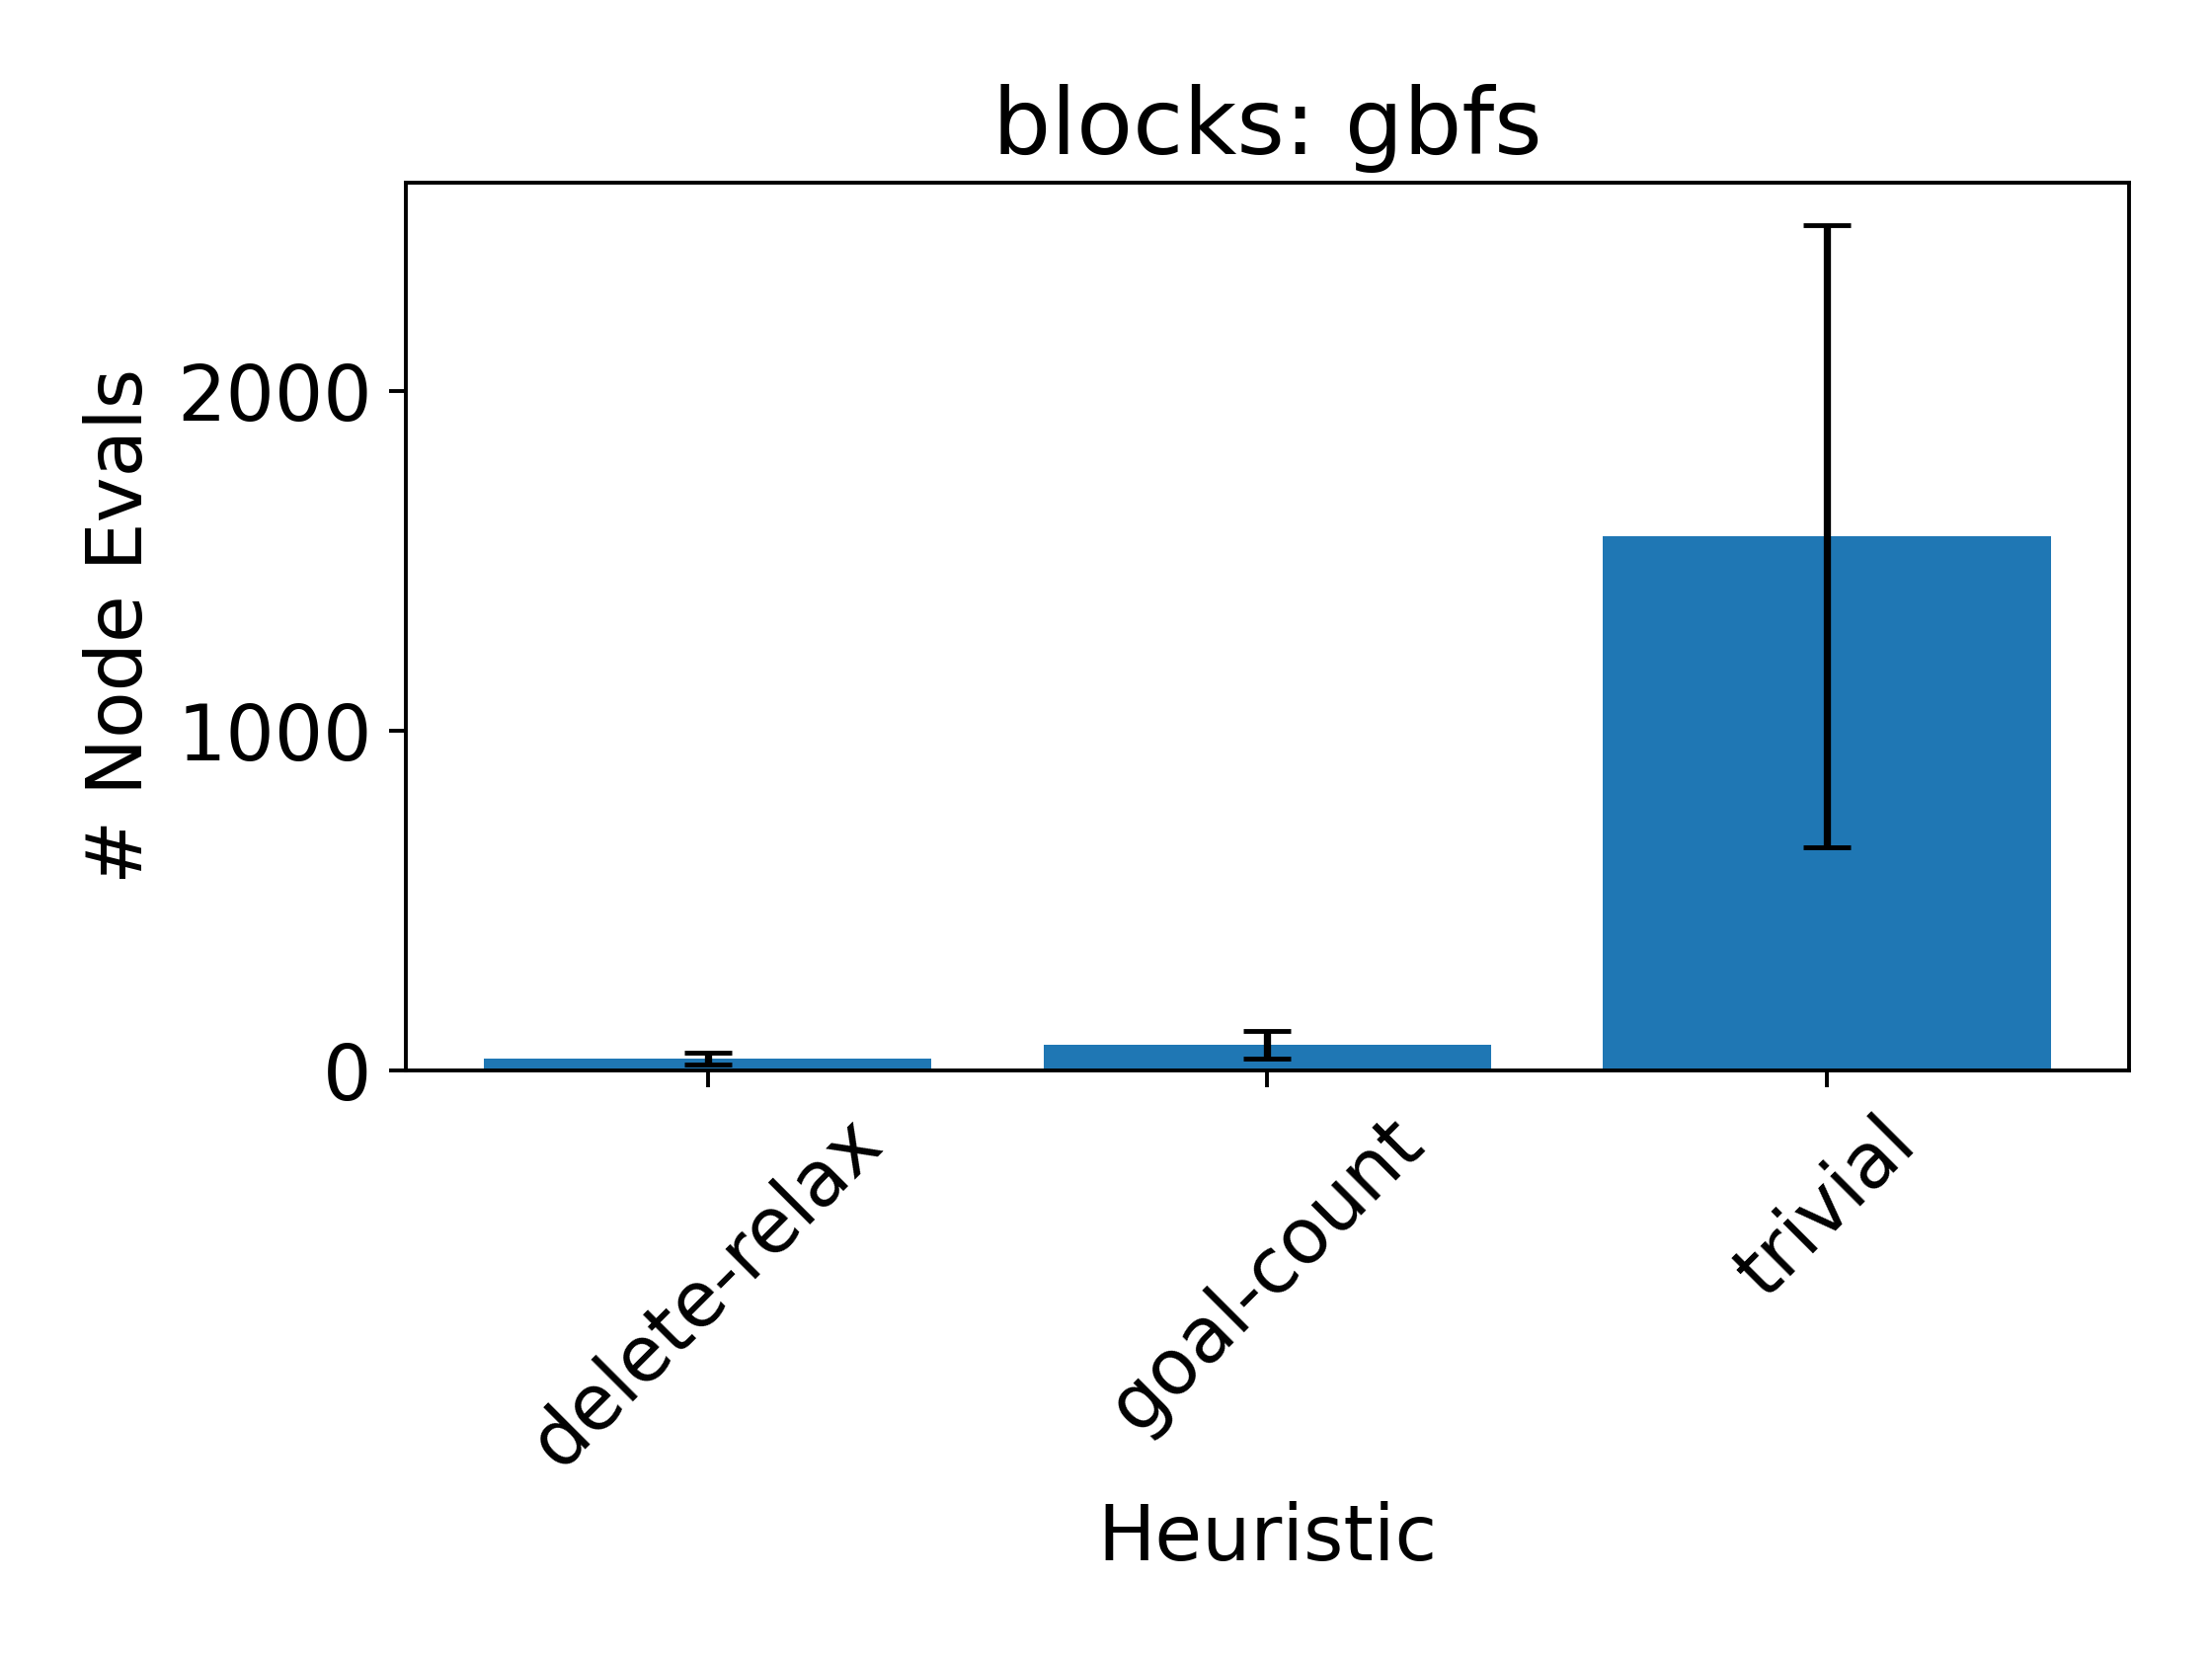 blocks: gbfs
# Node Evals
2000
1000
0
delete-relax
goal-count
trivial
Heuristic